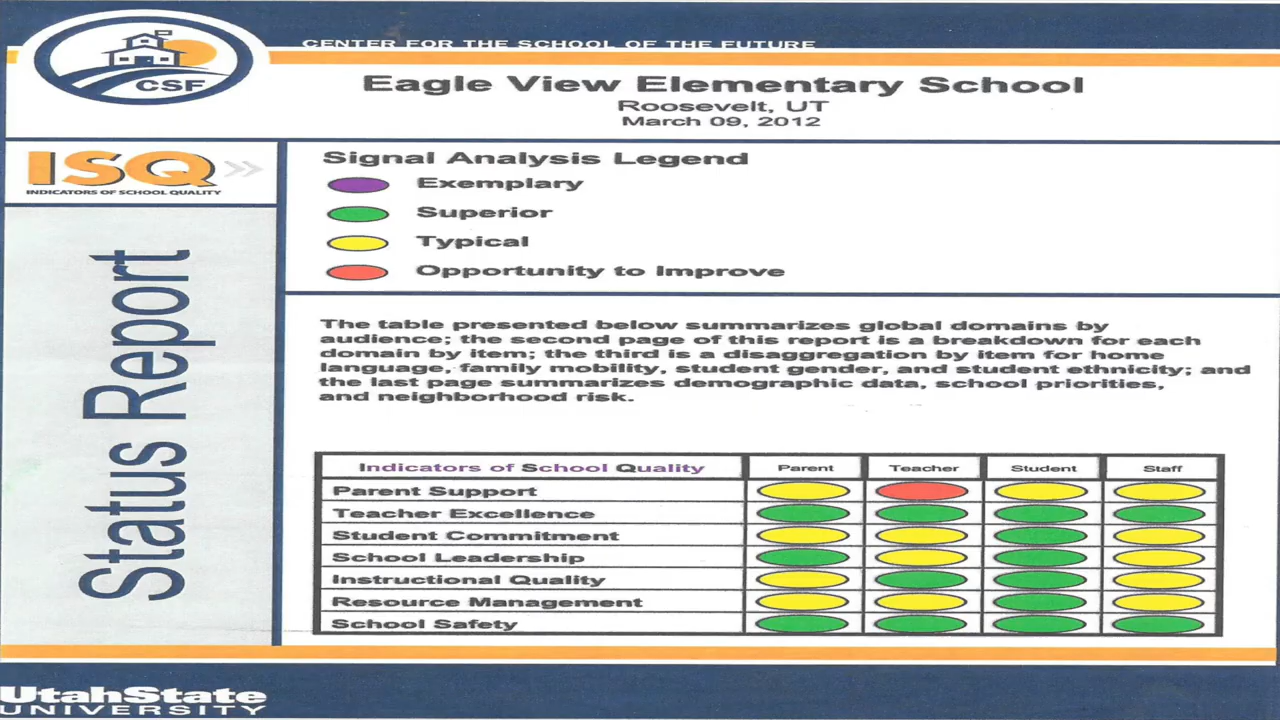 CENTER FOR THE SCHOOL OF THE FUTURE
CSF
Eagle View Elementary School
Roosevelt, UT
March 09, 2012
ISQ
INDICATORS OF SCHOOL QUALITY
Status Report
Signal Analysis Legend
Exemplary
Superior
Typical
Opportunity to Improve
The table presented below summarizes global domains by
audience; the second page of this report is a breakdown for each
domain by item; the third is a disaggregation by item for home
language, family mobility, student gender, and student ethnicity; and
the last page summarizes demographic data, school priorities,
and neighborhood risk.
Indicators of School Quality Parent Teacher Student Staff
Parent Support
Teacher Excellence
Student Commitment
School Leadership
Instructional Quality
Resource Management
School Safety
UtahState
UNIVERSITY